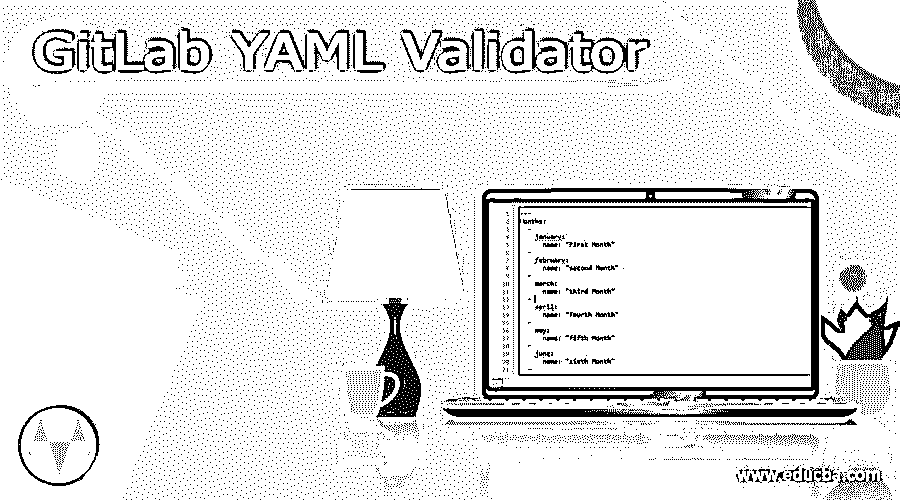 GitLab YAML Validator
---
Months:
-
january:
name: "First Month"
-
february:
name: "second Month"
-
march:
name: "third Month"
-
april:
name: "fourth Month"
-
may:
name: "fifth Month"
-
june:
name: "sixth Month"
-
www.educba.com